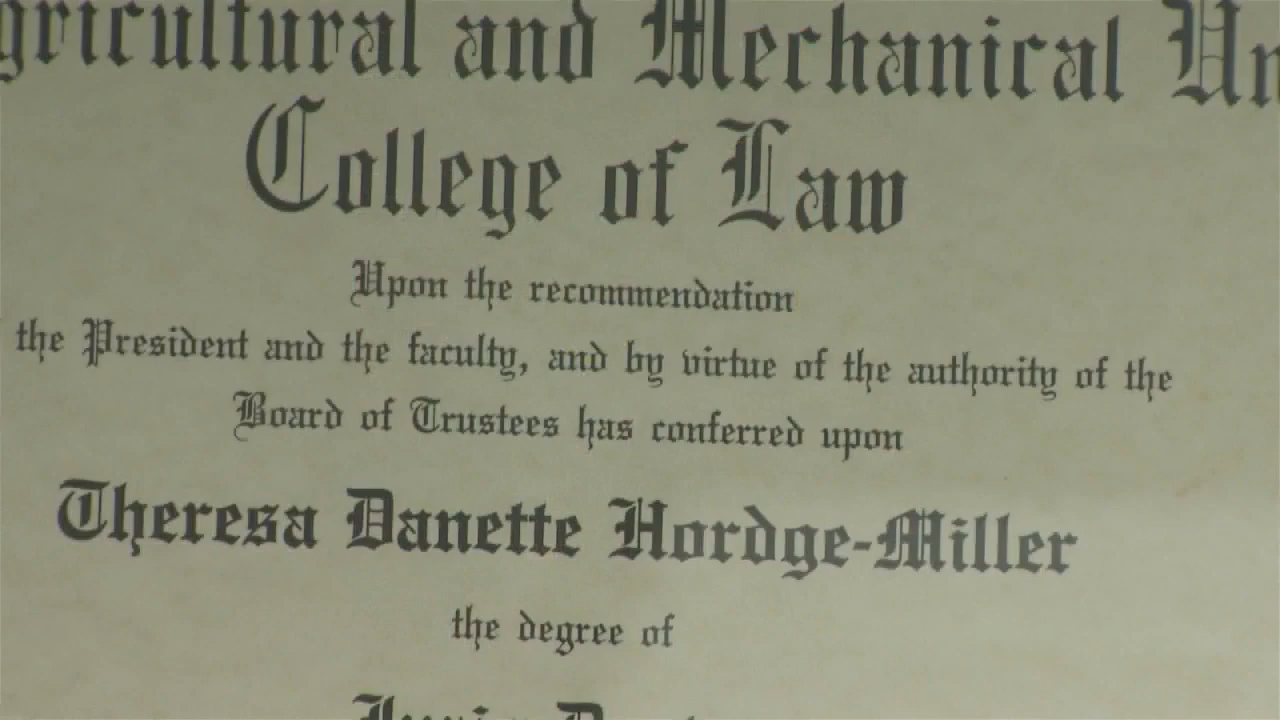 gricultural and Mechanical Un
College of Law
Upon the recommendation
the President and the faculty, and by virtue of the authority of the
Board of Trustees has conferred upon
Theresa Danette Hordge-Miller
the degree of